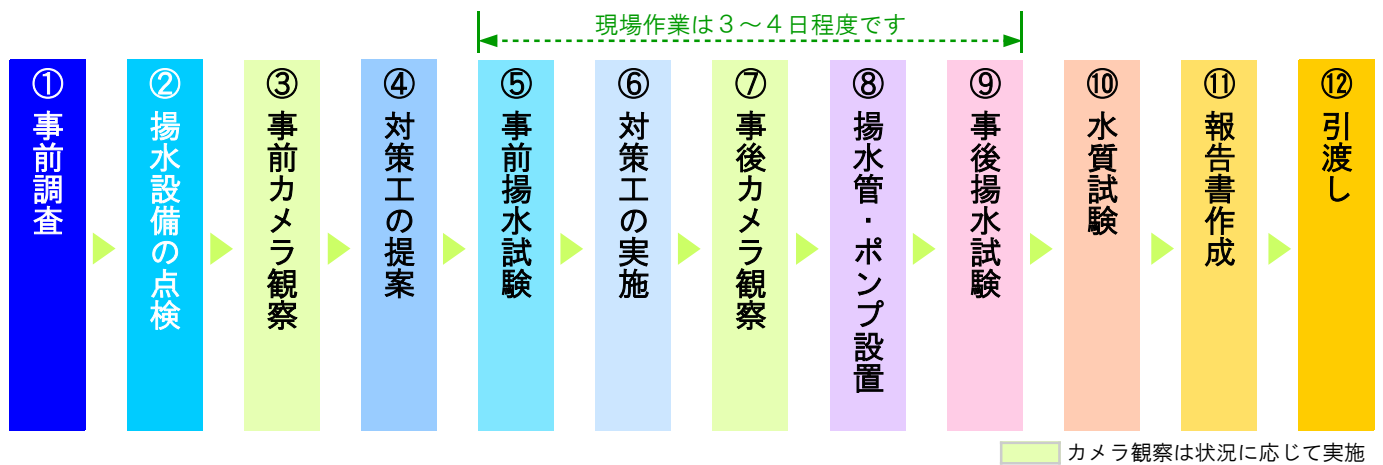 現場作業は３～４日程度です
①事前調査
②揚水設備の点検
③事前カメラ観察
④対策工の提案
⑤事前揚水試験
⑥対策工の実施
⑦事後カメラ観察
⑧揚水管・ポンプ設置
⑨事後揚水試験
⑩水質試験
⑪報告書作成
⑫引渡し
カメラ観察は状況に応じて実施